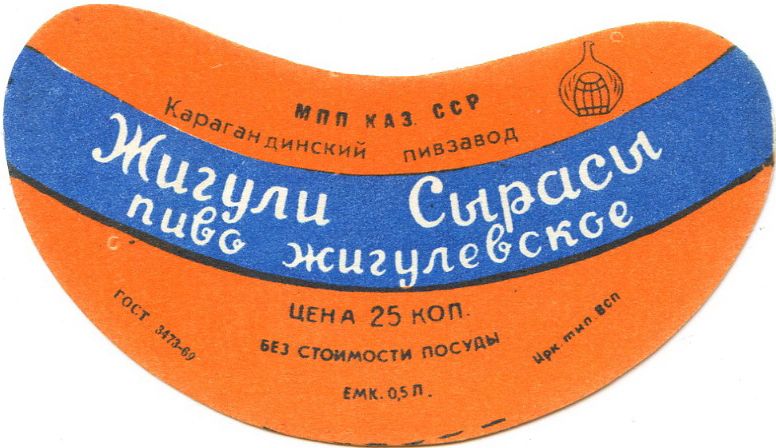 МПП КАЗ. ССР
Карагандинский пивзавод
Жигули Сырасы
пиво жигулевское
ЦЕНА 25 КОП.
БЕЗ СТОИМОСТИ ПОСУДЫ
ЕМК. 0,5 Л.
ГОСТ 3473-69
Ирк. тип. ВСП